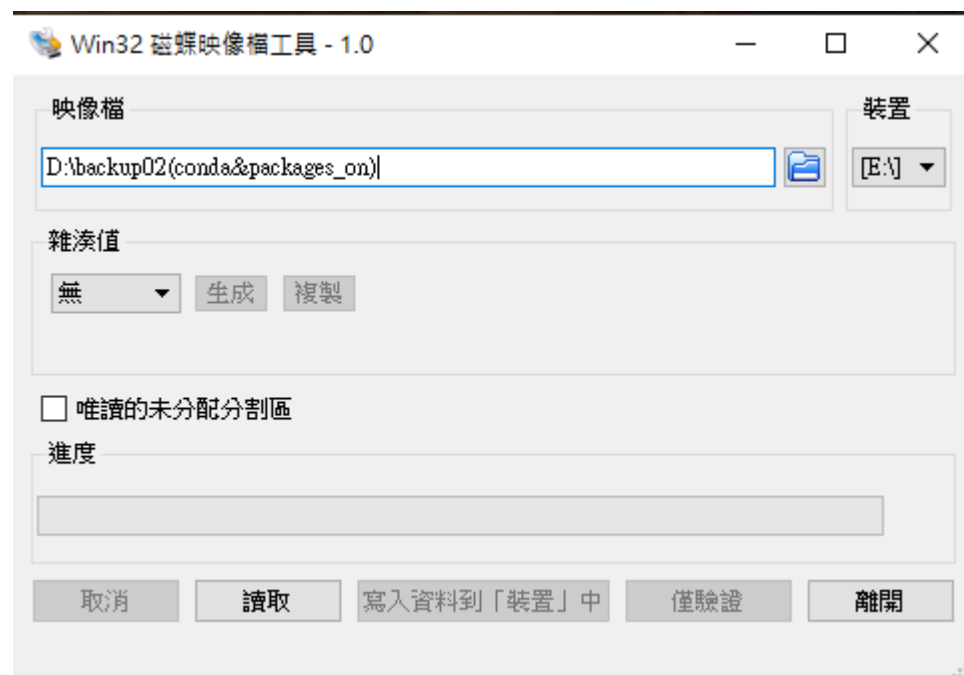 Win32 磁蝶映像檔工具 - 1.0
映像檔
裝置
D:\backup02(conda&packages_on)
[E:\]
雜湊值
無
生成
複製
唯讀的未分配分割區
進度
取消
讀取
寫入資料到「裝置」中
僅驗證
離開